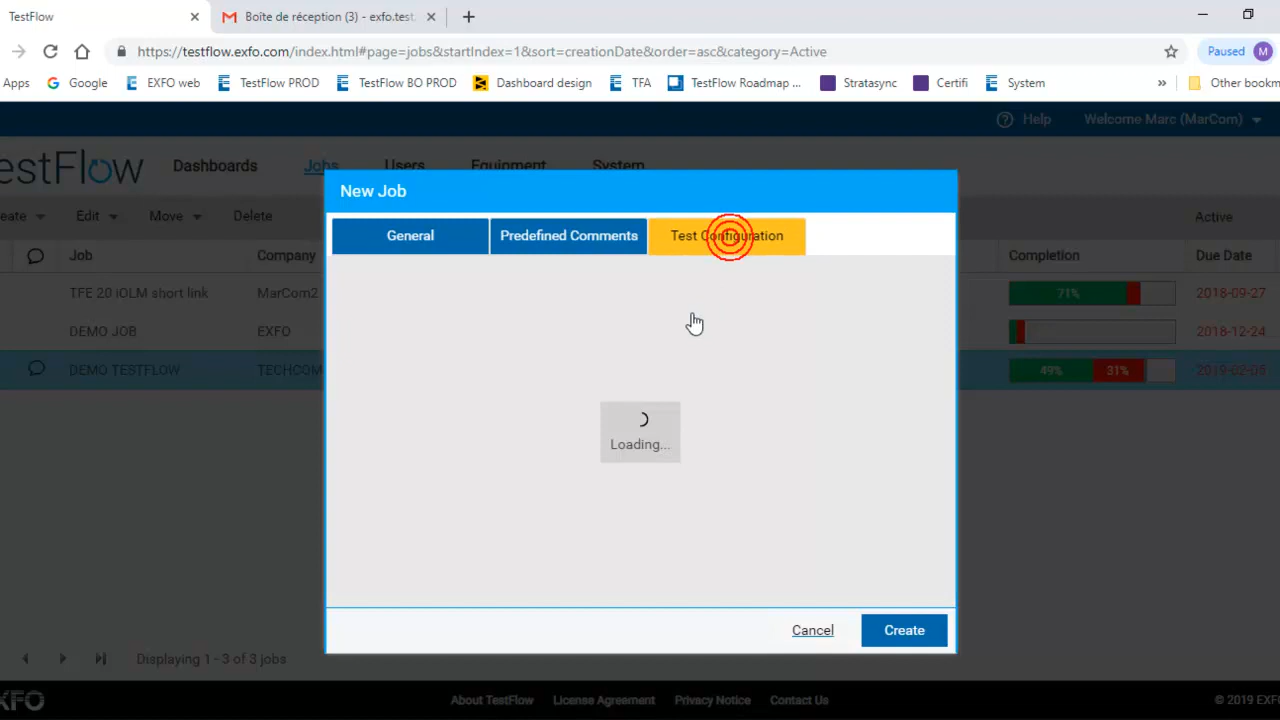 TestFlow
Boîte de réception (3) - exfo.test
https://testflow.exfo.com/index.html#page=jobs&startIndex=1&sort=creationDate&order=asc&category=Active
Paused M
Apps Google EXFO web TestFlow PROD TestFlow BO PROD Dashboard design TFA TestFlow Roadmap ... Stratasync Certifi System » Other bookm
Help Welcome Marc (MarCom)
estFlow Dashboards Jobs Users Equipment System
eate Edit Move Delete Active
New Job
General Predefined Comments Test Configuration
Job Company Completion Due Date
TFE 20 iOLM short link MarCom2 71% 2018-09-27
DEMO JOB EXFO 2018-12-24
DEMO TESTFLOW TECHCOM 49% 31% 2019-02-05
Loading...
Cancel Create
Displaying 1 - 3 of 3 jobs
EXFO About TestFlow License Agreement Privacy Notice Contact Us © 2019 EXF